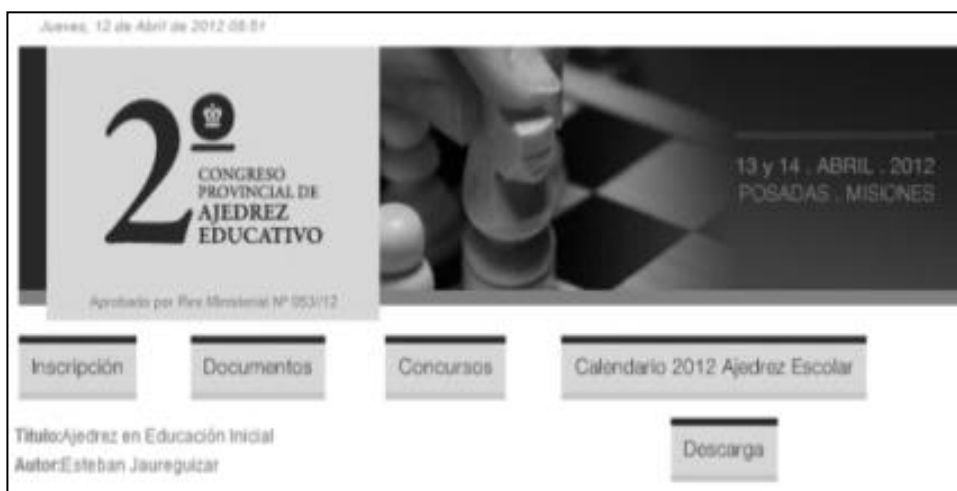 Jueves, 12 de Abril de 2012 08:51
2º
CONGRESO
PROVINCIAL DE
AJEDREZ
EDUCATIVO
Aprobado por Res Ministerial Nº 053//12
13 y 14 . ABRIL . 2012
POSADAS . MISIONES
Inscripción
Documentos
Concursos
Calendario 2012 Ajedrez Escolar
Titulo:Ajedrez en Educación Inicial
Autor:Esteban Jaureguizar
Descarga